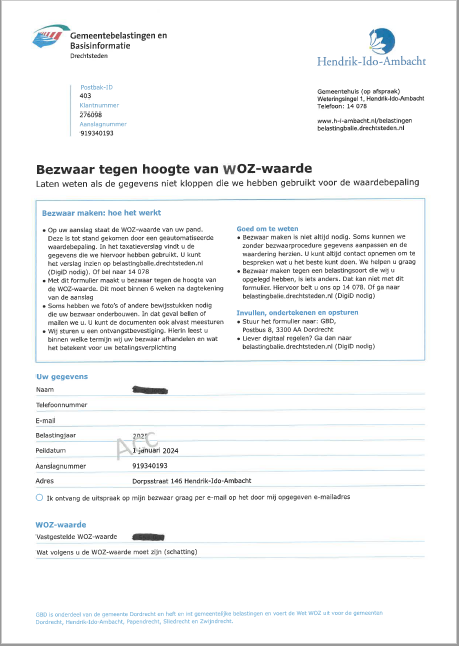 Gemeentebelastingen en
Basisinformatie
Drechtsteden
Hendrik-Ido-Ambacht
Postbak-ID
403
Klantnummer
276098
Aanslagnummer
919340193
Gemeentehuis (op afspraak)
Weteringsingel 1, Hendrik-Ido-Ambacht
Telefoon: 14 078
www.h-i-ambacht.nl/belastingen
belastingbalie.drechtsteden.nl
Bezwaar tegen hoogte van WOZ-waarde
Laten weten als de gegevens niet kloppen die we hebben gebruikt voor de waardebepaling
Bezwaar maken: hoe het werkt
• Op uw aanslag staat de WOZ-waarde van uw pand.
Deze is tot stand gekomen door een geautomatiseerde
waardebepaling. In het taxatieverslag vindt u de
gegevens die we hiervoor hebben gebruikt. U kunt
het verslag inzien op belastingbalie.drechtsteden.nl
(DigiD nodig). Of bel naar 14 078
• Met dit formulier maakt u bezwaar tegen de hoogte
van de WOZ-waarde. Dit moet binnen 6 weken na dagtekening
van de aanslag
• Soms hebben we foto's of andere bewijsstukken nodig
die uw bezwaar onderbouwen. In dat geval bellen of
mailen we u. U kunt de documenten ook alvast meesturen
• Wij sturen u een ontvangstbevestiging. Hierin leest u
binnen welke termijn wij uw bezwaar afhandelen en wat
het betekent voor uw betalingsverplichting
Goed om te weten
• Bezwaar maken is niet altijd nodig. Soms kunnen we
zonder bezwaarprocedure gegevens aanpassen en de
waardering herzien. U kunt altijd contact opnemen om te
bespreken wat u het beste kunt doen. We helpen u graag
• Bezwaar maken tegen een belastingsoort die wij u
opgelegd hebben, is iets anders. Dat kan niet met dit
formulier. Hiervoor belt u ons op 14 078. Of ga naar
belastingbalie.drechtsteden.nl (DigiD nodig)
Invullen, ondertekenen en opsturen
• Stuur het formulier naar: GBD,
Postbus 8, 3300 AA Dordrecht
• Liever digitaal regelen? Ga dan naar
belastingbalie.drechtsteden.nl (DigiD nodig)
Uw gegevens
Naam
Telefoonnummer
E-mail
Belastingjaar 2025
Peildatum 1 januari 2024
Acc
Aanslagnummer 919340193
Adres Dorpsstraat 146 Hendrik-Ido-Ambacht
Ik ontvang de uitspraak op mijn bezwaar graag per e-mail op het door mij opgegeven e-mailadres
WOZ-waarde
Vastgestelde WOZ-waarde
Wat volgens u de WOZ-waarde moet zijn (schatting)
GBD is onderdeel van de gemeente Dordrecht en heft en int gemeentelijke belastingen en voert de Wet WOZ uit voor de gemeenten
Dordrecht, Hendrik-Ido-Ambacht, Papendrecht, Sliedrecht en Zwijndrecht.